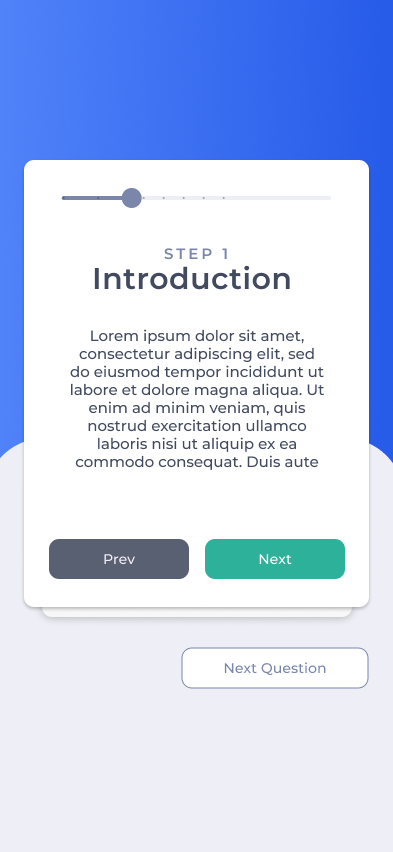 STEP 1
Introduction
Lorem ipsum dolor sit amet,
consectetur adipiscing elit, sed
do eiusmod tempor incididunt ut
labore et dolore magna aliqua. Ut
enim ad minim veniam, quis
nostrud exercitation ullamco
laboris nisi ut aliquip ex ea
commodo consequat. Duis aute
Prev
Next
Next Question